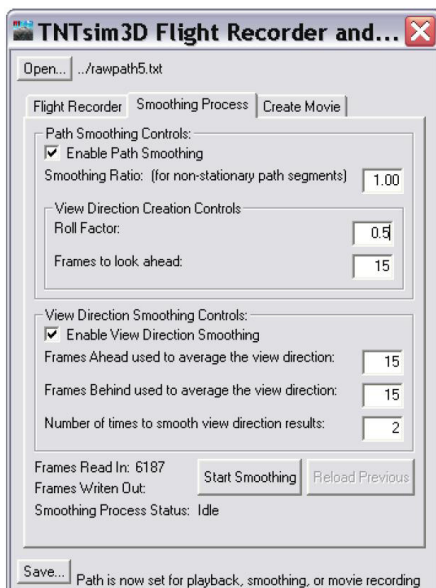 TNTsim3D Flight Recorder and...
Open... ../rawpath5.txt
Flight Recorder Smoothing Process Create Movie
Path Smoothing Controls:
Enable Path Smoothing
Smoothing Ratio: (for non-stationary path segments) 1.00
View Direction Creation Controls
Roll Factor: 0.5
Frames to look ahead: 15
View Direction Smoothing Controls:
Enable View Direction Smoothing
Frames Ahead used to average the view direction: 15
Frames Behind used to average the view direction: 15
Number of times to smooth view direction results: 2
Frames Read In: 6187
Start Smoothing Reload Previous
Frames Writen Out:
Smoothing Process Status: Idle
Save... Path is now set for playback, smoothing, or movie recording